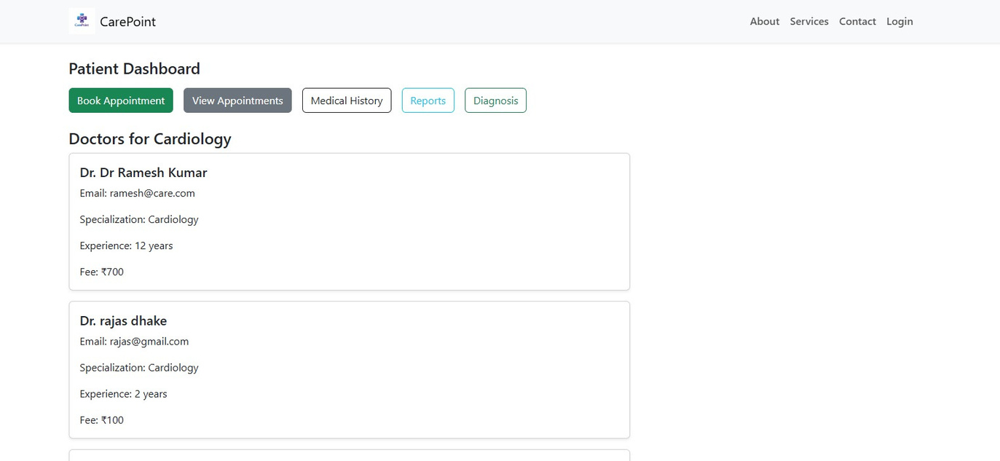 CarePoint
CarePoint
About Services Contact Login
Patient Dashboard
Book Appointment View Appointments Medical History Reports Diagnosis
Doctors for Cardiology
Dr. Dr Ramesh Kumar
Email: ramesh@care.com
Specialization: Cardiology
Experience: 12 years
Fee: ₹700
Dr. rajas dhake
Email: rajas@gmail.com
Specialization: Cardiology
Experience: 2 years
Fee: ₹100